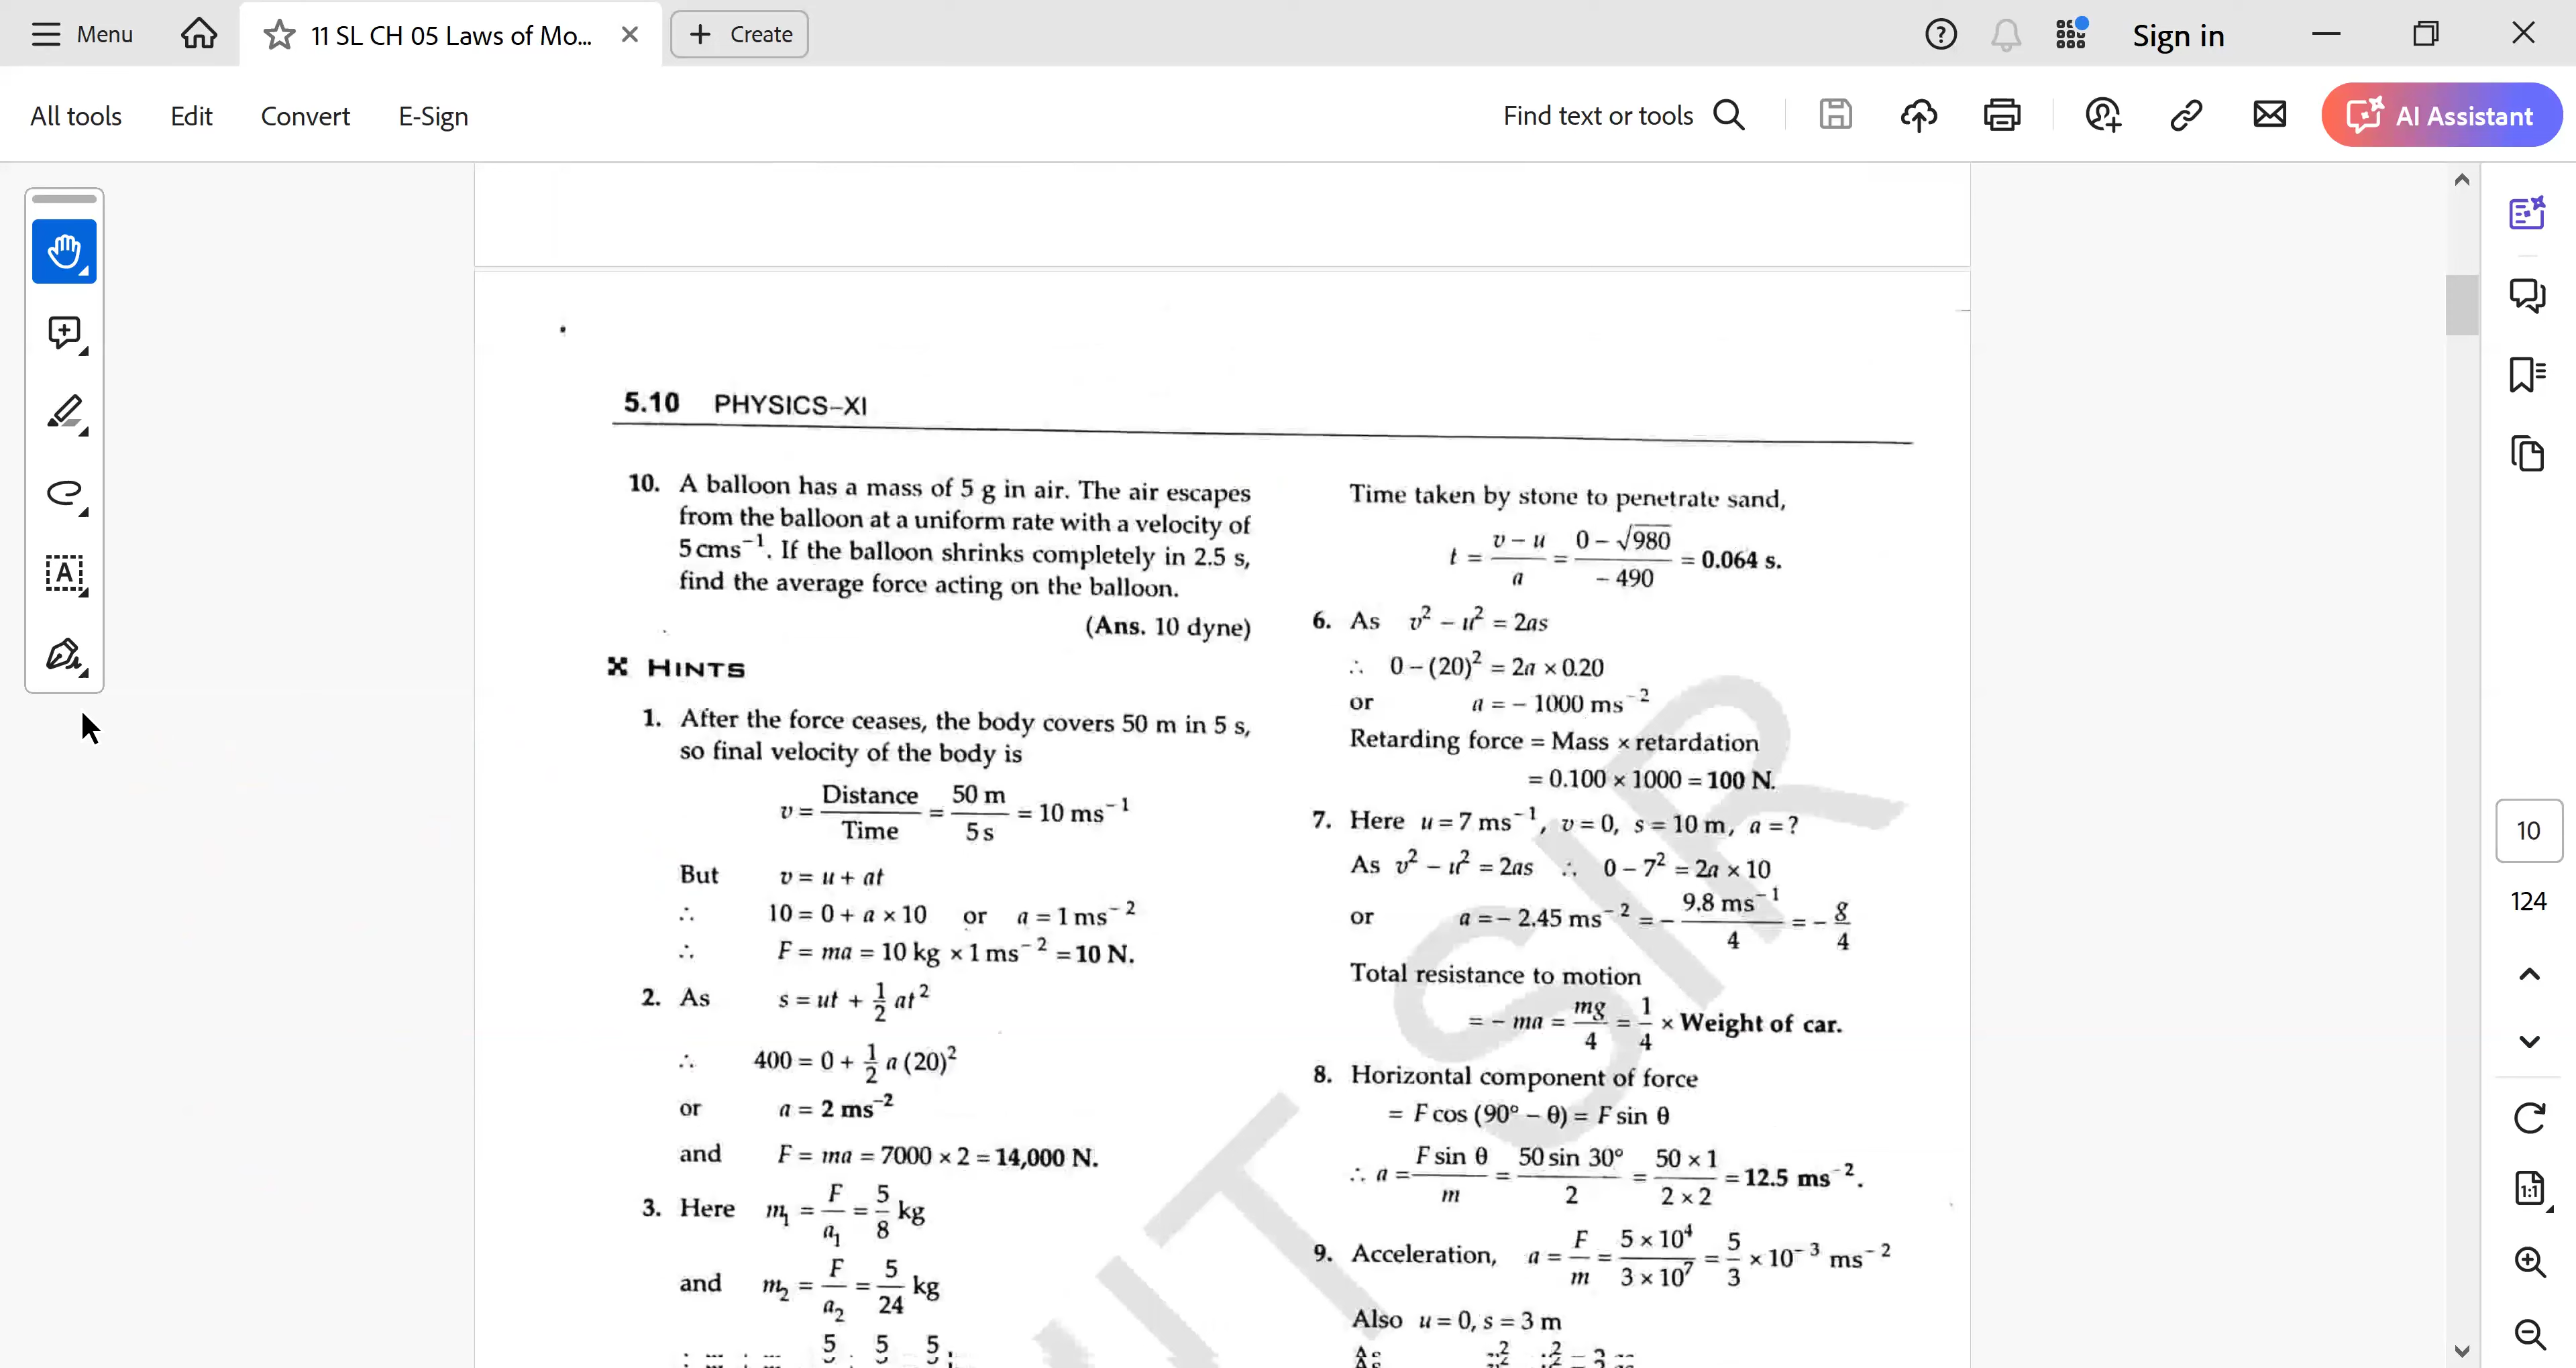 Menu
11 SL CH 05 Laws of Mo...
Create
Sign in
All tools
Edit
Convert
E-Sign
Find text or tools
AI Assistant
5.10 PHYSICS–XI
10. A balloon has a mass of 5 g in air. The air escapes
from the balloon at a uniform rate with a velocity of
5 cms⁻¹. If the balloon shrinks completely in 2.5 s,
find the average force acting on the balloon.
(Ans. 10 dyne)
HINTS
1. After the force ceases, the body covers 50 m in 5 s,
so final velocity of the body is
v = Distance / Time = 50 m / 5 s = 10 ms⁻¹
But v = u + at
∴ 10 = 0 + a × 10 or a = 1 ms⁻²
∴ F = ma = 10 kg × 1 ms⁻² = 10 N.
2. As s = ut + 1/2 at²
∴ 400 = 0 + 1/2 a (20)²
or a = 2 ms⁻²
and F = ma = 7000 × 2 = 14,000 N.
3. Here m₁ = F/a₁ = 5/8 kg
and m₂ = F/a₂ = 5/24 kg
Time taken by stone to penetrate sand,
t = (v – u)/a = (0 – √980)/(– 490) = 0.064 s.
6. As v² – u² = 2as
∴ 0 – (20)² = 2a × 0.20
or a = – 1000 ms⁻²
Retarding force = Mass × retardation
= 0.100 × 1000 = 100 N.
7. Here u = 7 ms⁻¹, v = 0, s = 10 m, a = ?
As v² – u² = 2as ∴ 0 – 7² = 2a × 10
or a = – 2.45 ms⁻² = – 9.8 ms⁻¹/4 = – g/4
Total resistance to motion
= – ma = mg/4 = 1/4 × Weight of car.
8. Horizontal component of force
= F cos (90° – θ) = F sin θ
∴ a = F sin θ/m = 50 sin 30°/2 = 50 × 1/2 × 2 = 12.5 ms⁻².
9. Acceleration, a = F/m = 5 × 10⁴/3 × 10⁷ = 5/3 × 10⁻³ ms⁻²
Also u = 0, s = 3 m
SIR
10
124
1:1